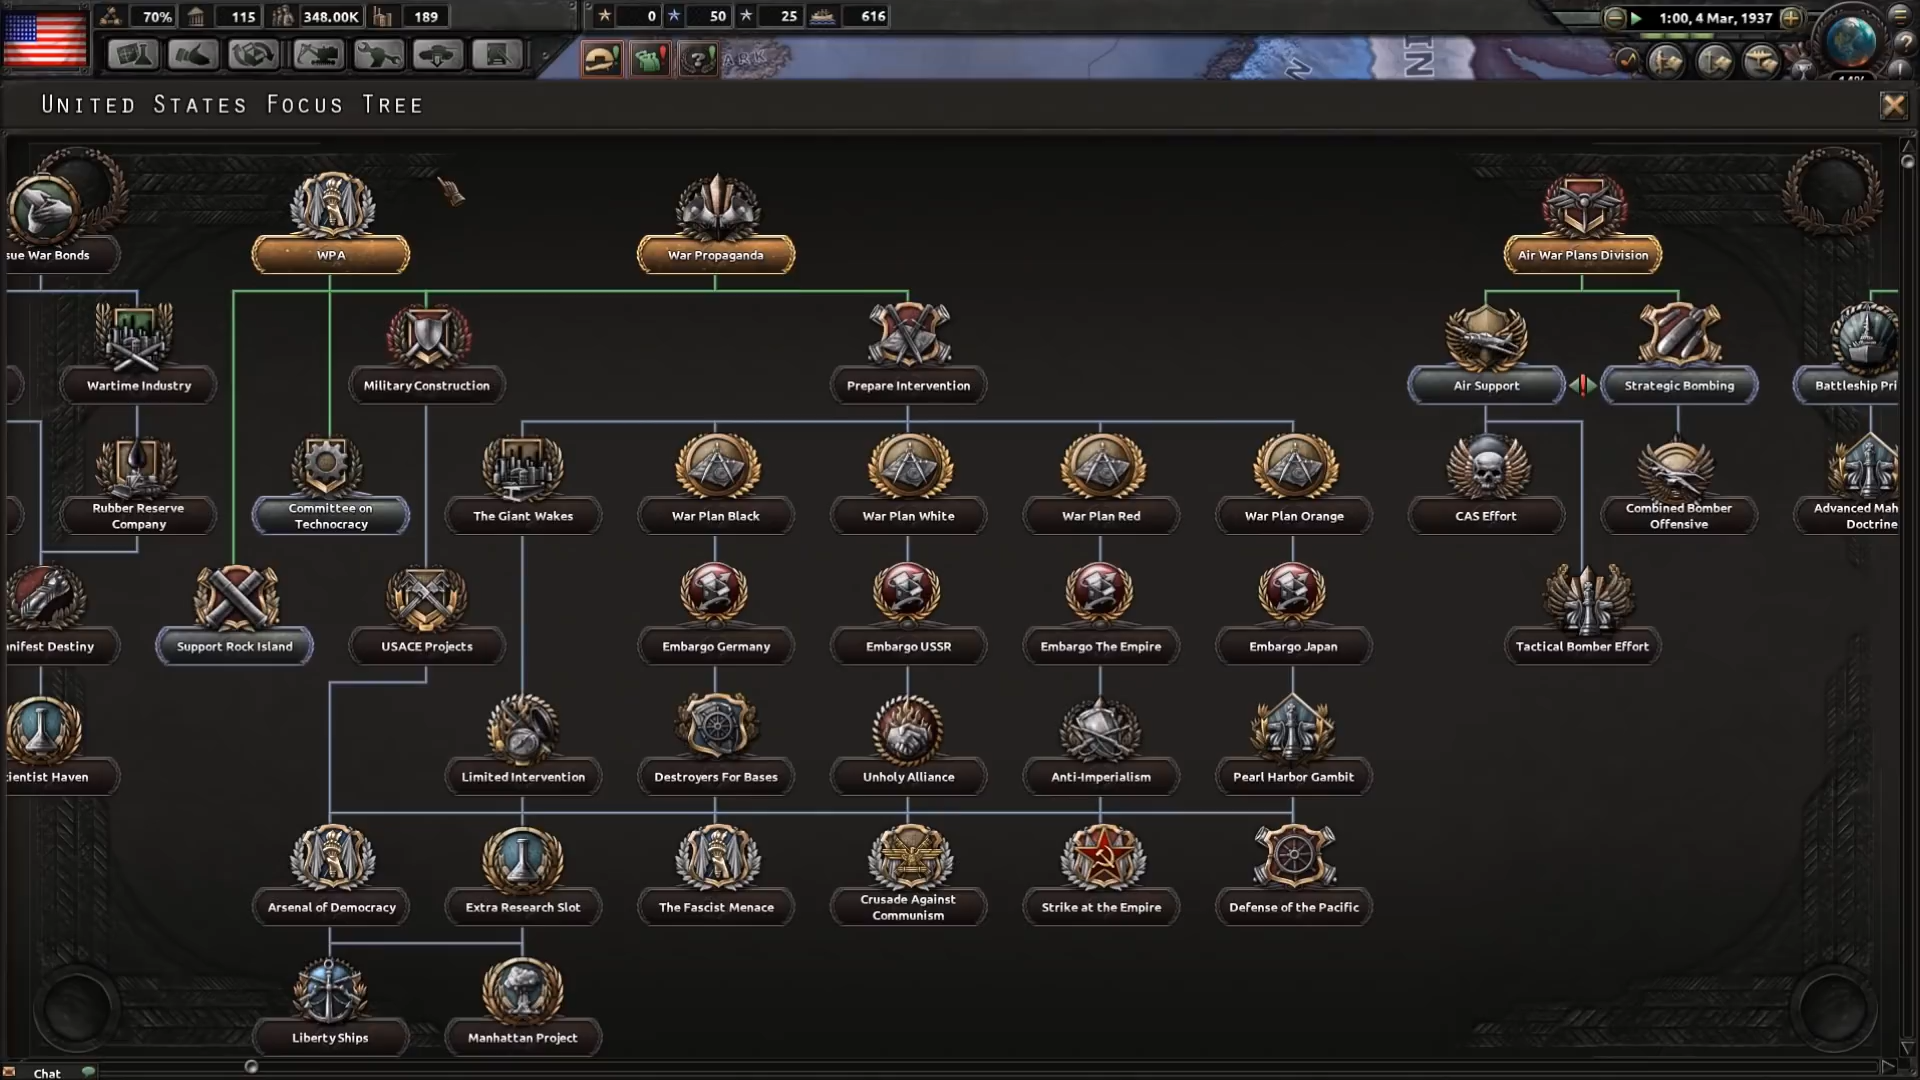 70%
115
348.00K
189
0
50
25
616
1:00, 4 Mar, 1937
United States Focus Tree
sue War Bonds
WPA
War Propaganda
Air War Plans Division
Wartime Industry
Military Construction
Prepare Intervention
Air Support
Strategic Bombing
Battleship Pri
Rubber Reserve
Company
Committee on
Technocracy
The Giant Wakes
War Plan Black
War Plan White
War Plan Red
War Plan Orange
CAS Effort
Combined Bomber
Offensive
Advanced Mah
Doctrine
anifest Destiny
Support Rock Island
USACE Projects
Embargo Germany
Embargo USSR
Embargo The Empire
Embargo Japan
Tactical Bomber Effort
cientist Haven
Limited Intervention
Destroyers For Bases
Unholy Alliance
Anti-Imperialism
Pearl Harbor Gambit
Arsenal of Democracy
Extra Research Slot
The Fascist Menace
Crusade Against
Communism
Strike at the Empire
Defense of the Pacific
Liberty Ships
Manhattan Project
Chat